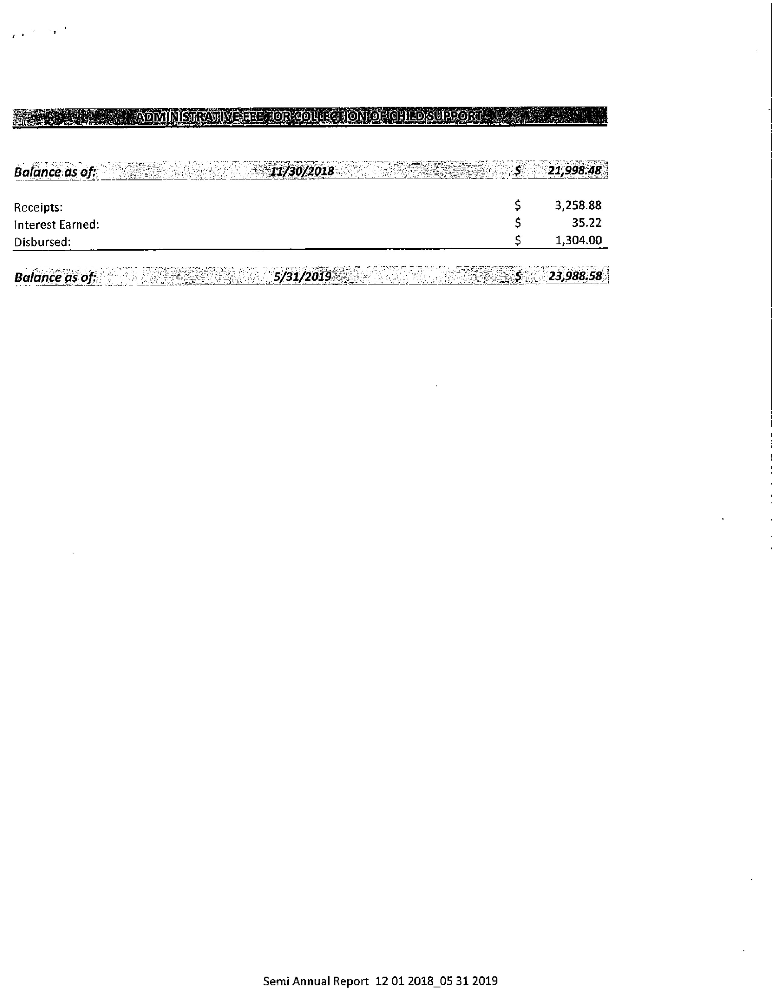 ADMINISTRATIVE FEE FOR COLLECTION OF CHILD SUPPORT
Balance as of: 11/30/2018 $ 21,998.48
Receipts: $ 3,258.88
Interest Earned: $ 35.22
Disbursed: $ 1,304.00
Balance as of: 5/31/2019 $ 23,988.58
Semi Annual Report 12 01 2018_05 31 2019